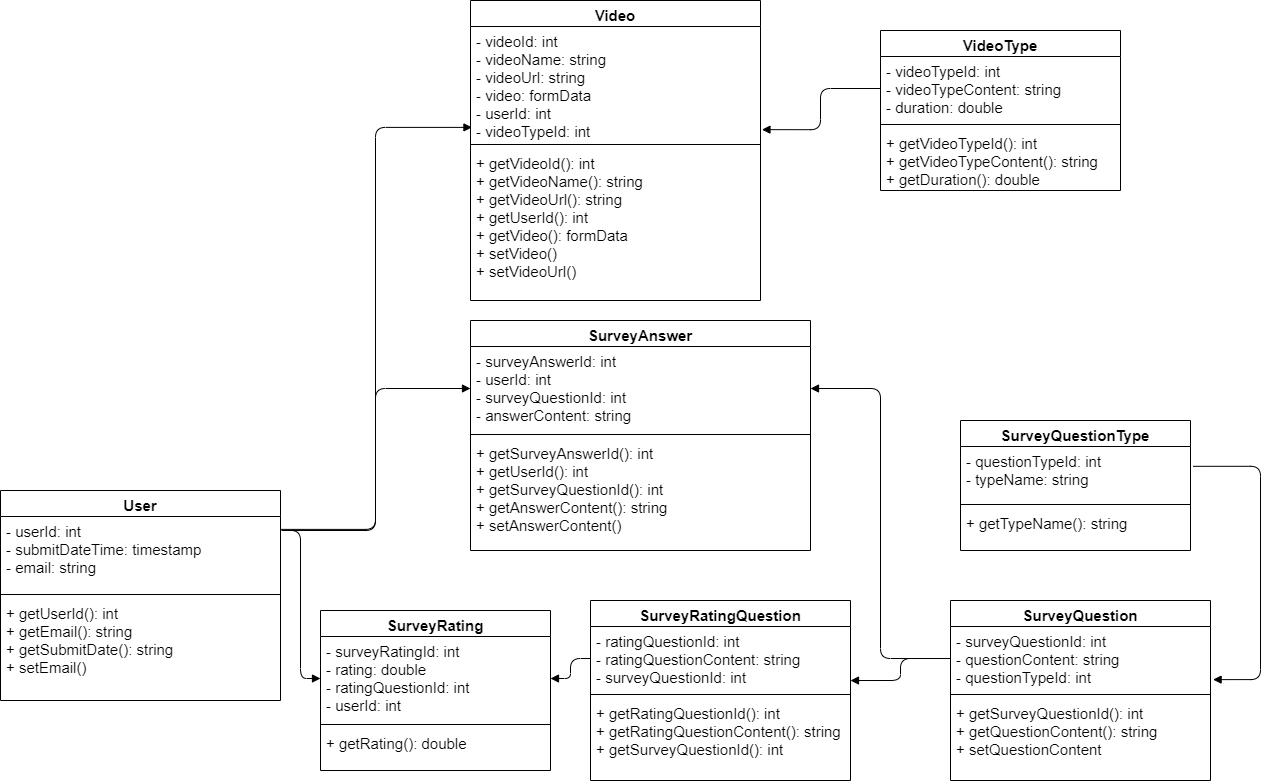 Video
- videoId: int
- videoName: string
- videoUrl: string
- video: formData
- userId: int
- videoTypeId: int
+ getVideoId(): int
+ getVideoName(): string
+ getVideoUrl(): string
+ getUserId(): int
+ getVideo(): formData
+ setVideo()
+ setVideoUrl()
VideoType
- videoTypeId: int
- videoTypeContent: string
- duration: double
+ getVideoTypeId(): int
+ getVideoTypeContent(): string
+ getDuration(): double
SurveyAnswer
- surveyAnswerId: int
- userId: int
- surveyQuestionId: int
- answerContent: string
+ getSurveyAnswerId(): int
+ getUserId(): int
+ getSurveyQuestionId(): int
+ getAnswerContent(): string
+ setAnswerContent()
SurveyQuestionType
- questionTypeId: int
- typeName: string
+ getTypeName(): string
User
- userId: int
- submitDateTime: timestamp
- email: string
+ getUserId(): int
+ getEmail(): string
+ getSubmitDate(): string
+ setEmail()
SurveyRating
- surveyRatingId: int
- rating: double
- ratingQuestionId: int
- userId: int
+ getRating(): double
SurveyRatingQuestion
- ratingQuestionId: int
- ratingQuestionContent: string
- surveyQuestionId: int
+ getRatingQuestionId(): int
+ getRatingQuestionContent(): string
+ getSurveyQuestionId(): int
SurveyQuestion
- surveyQuestionId: int
- questionContent: string
- questionTypeId: int
+ getSurveyQuestionId(): int
+ getQuestionContent(): string
+ setQuestionContent